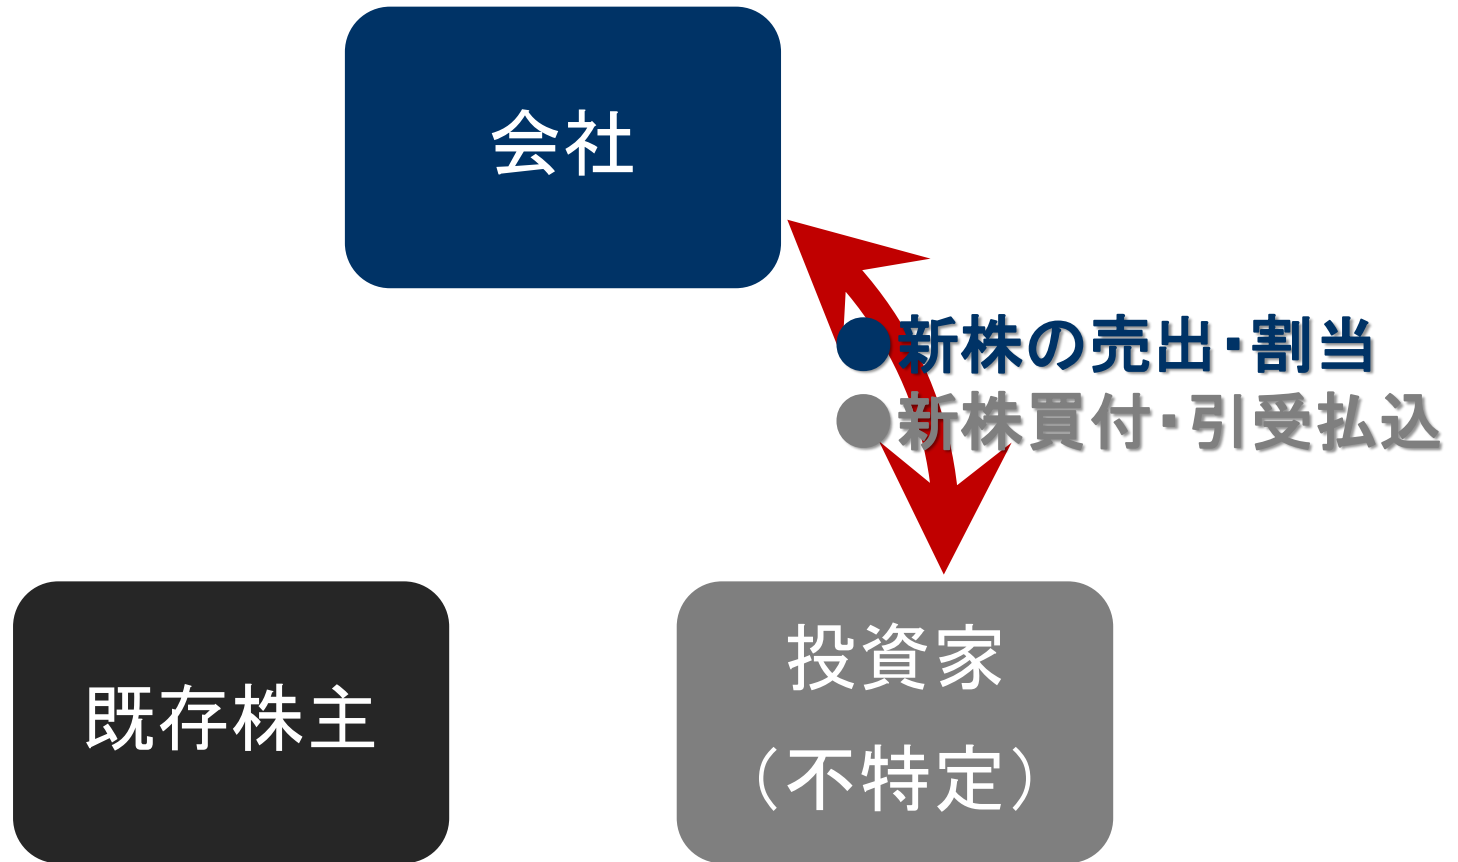 会社
●新株の売出・割当
●新株買付・引受払込
既存株主
投資家
（不特定）